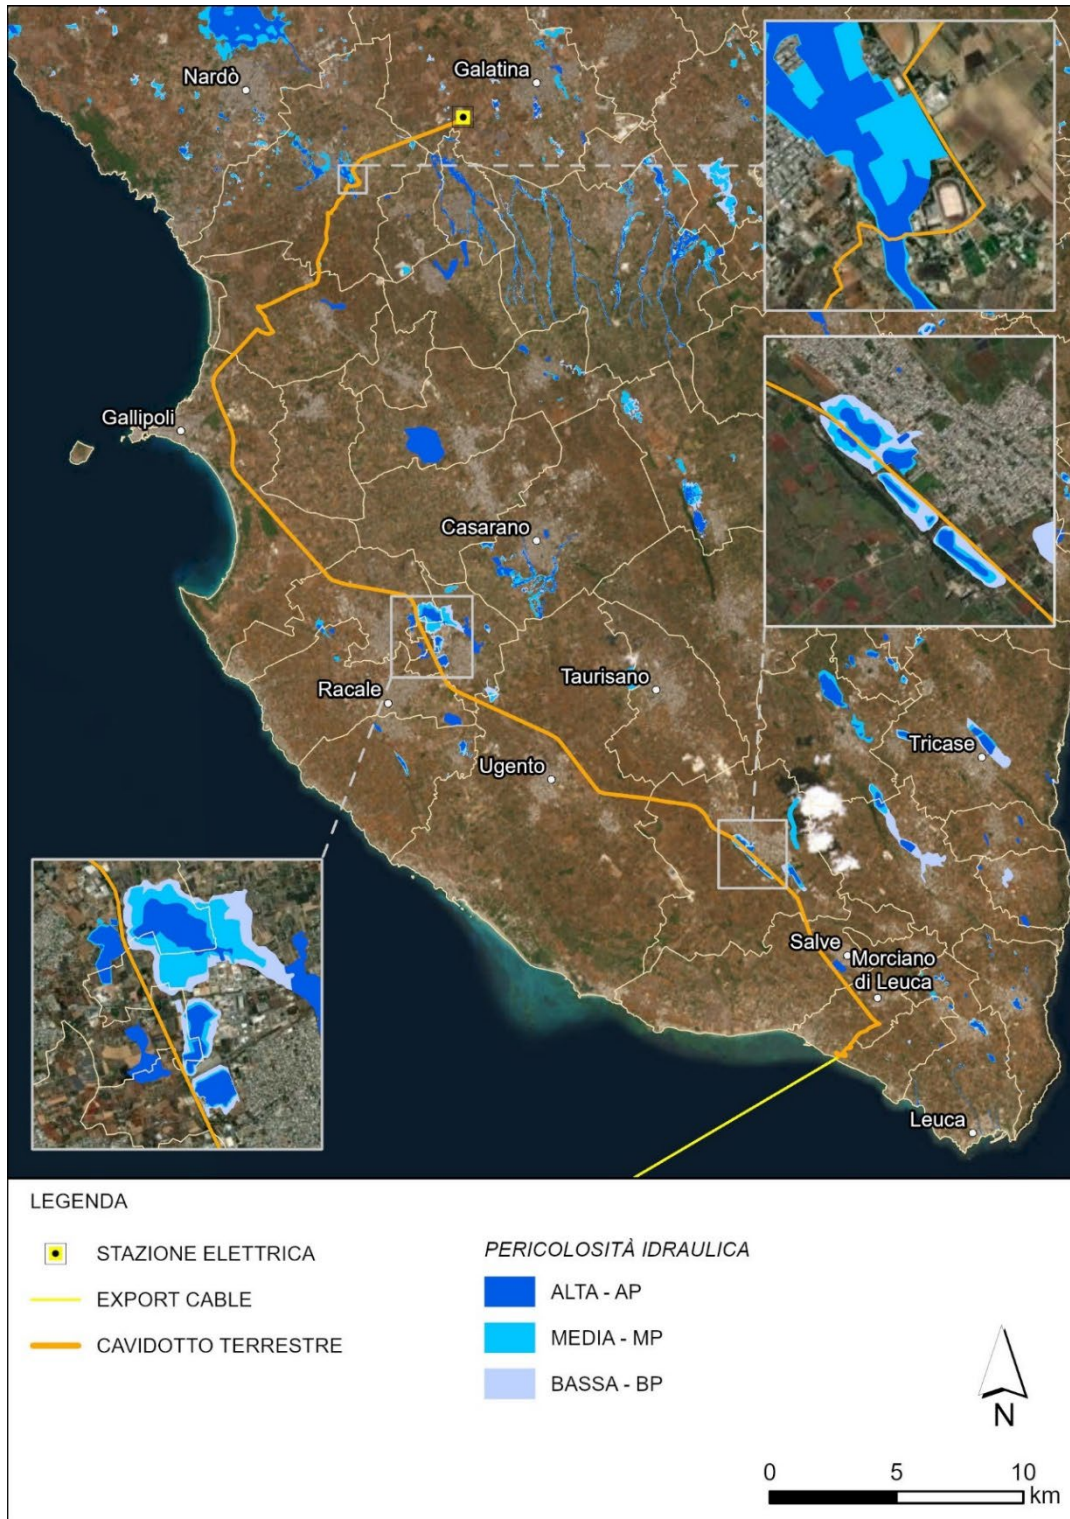 Nardò
Galatina
Gallipoli
Casarano
Racale
Taurisano
Tricase
Ugento
Salve
Morciano
di Leuca
Leuca
LEGENDA
STAZIONE ELETTRICA
EXPORT CABLE
CAVIDOTTO TERRESTRE
PERICOLOSITÀ IDRAULICA
ALTA - AP
MEDIA - MP
BASSA - BP
N
0 5 10
km